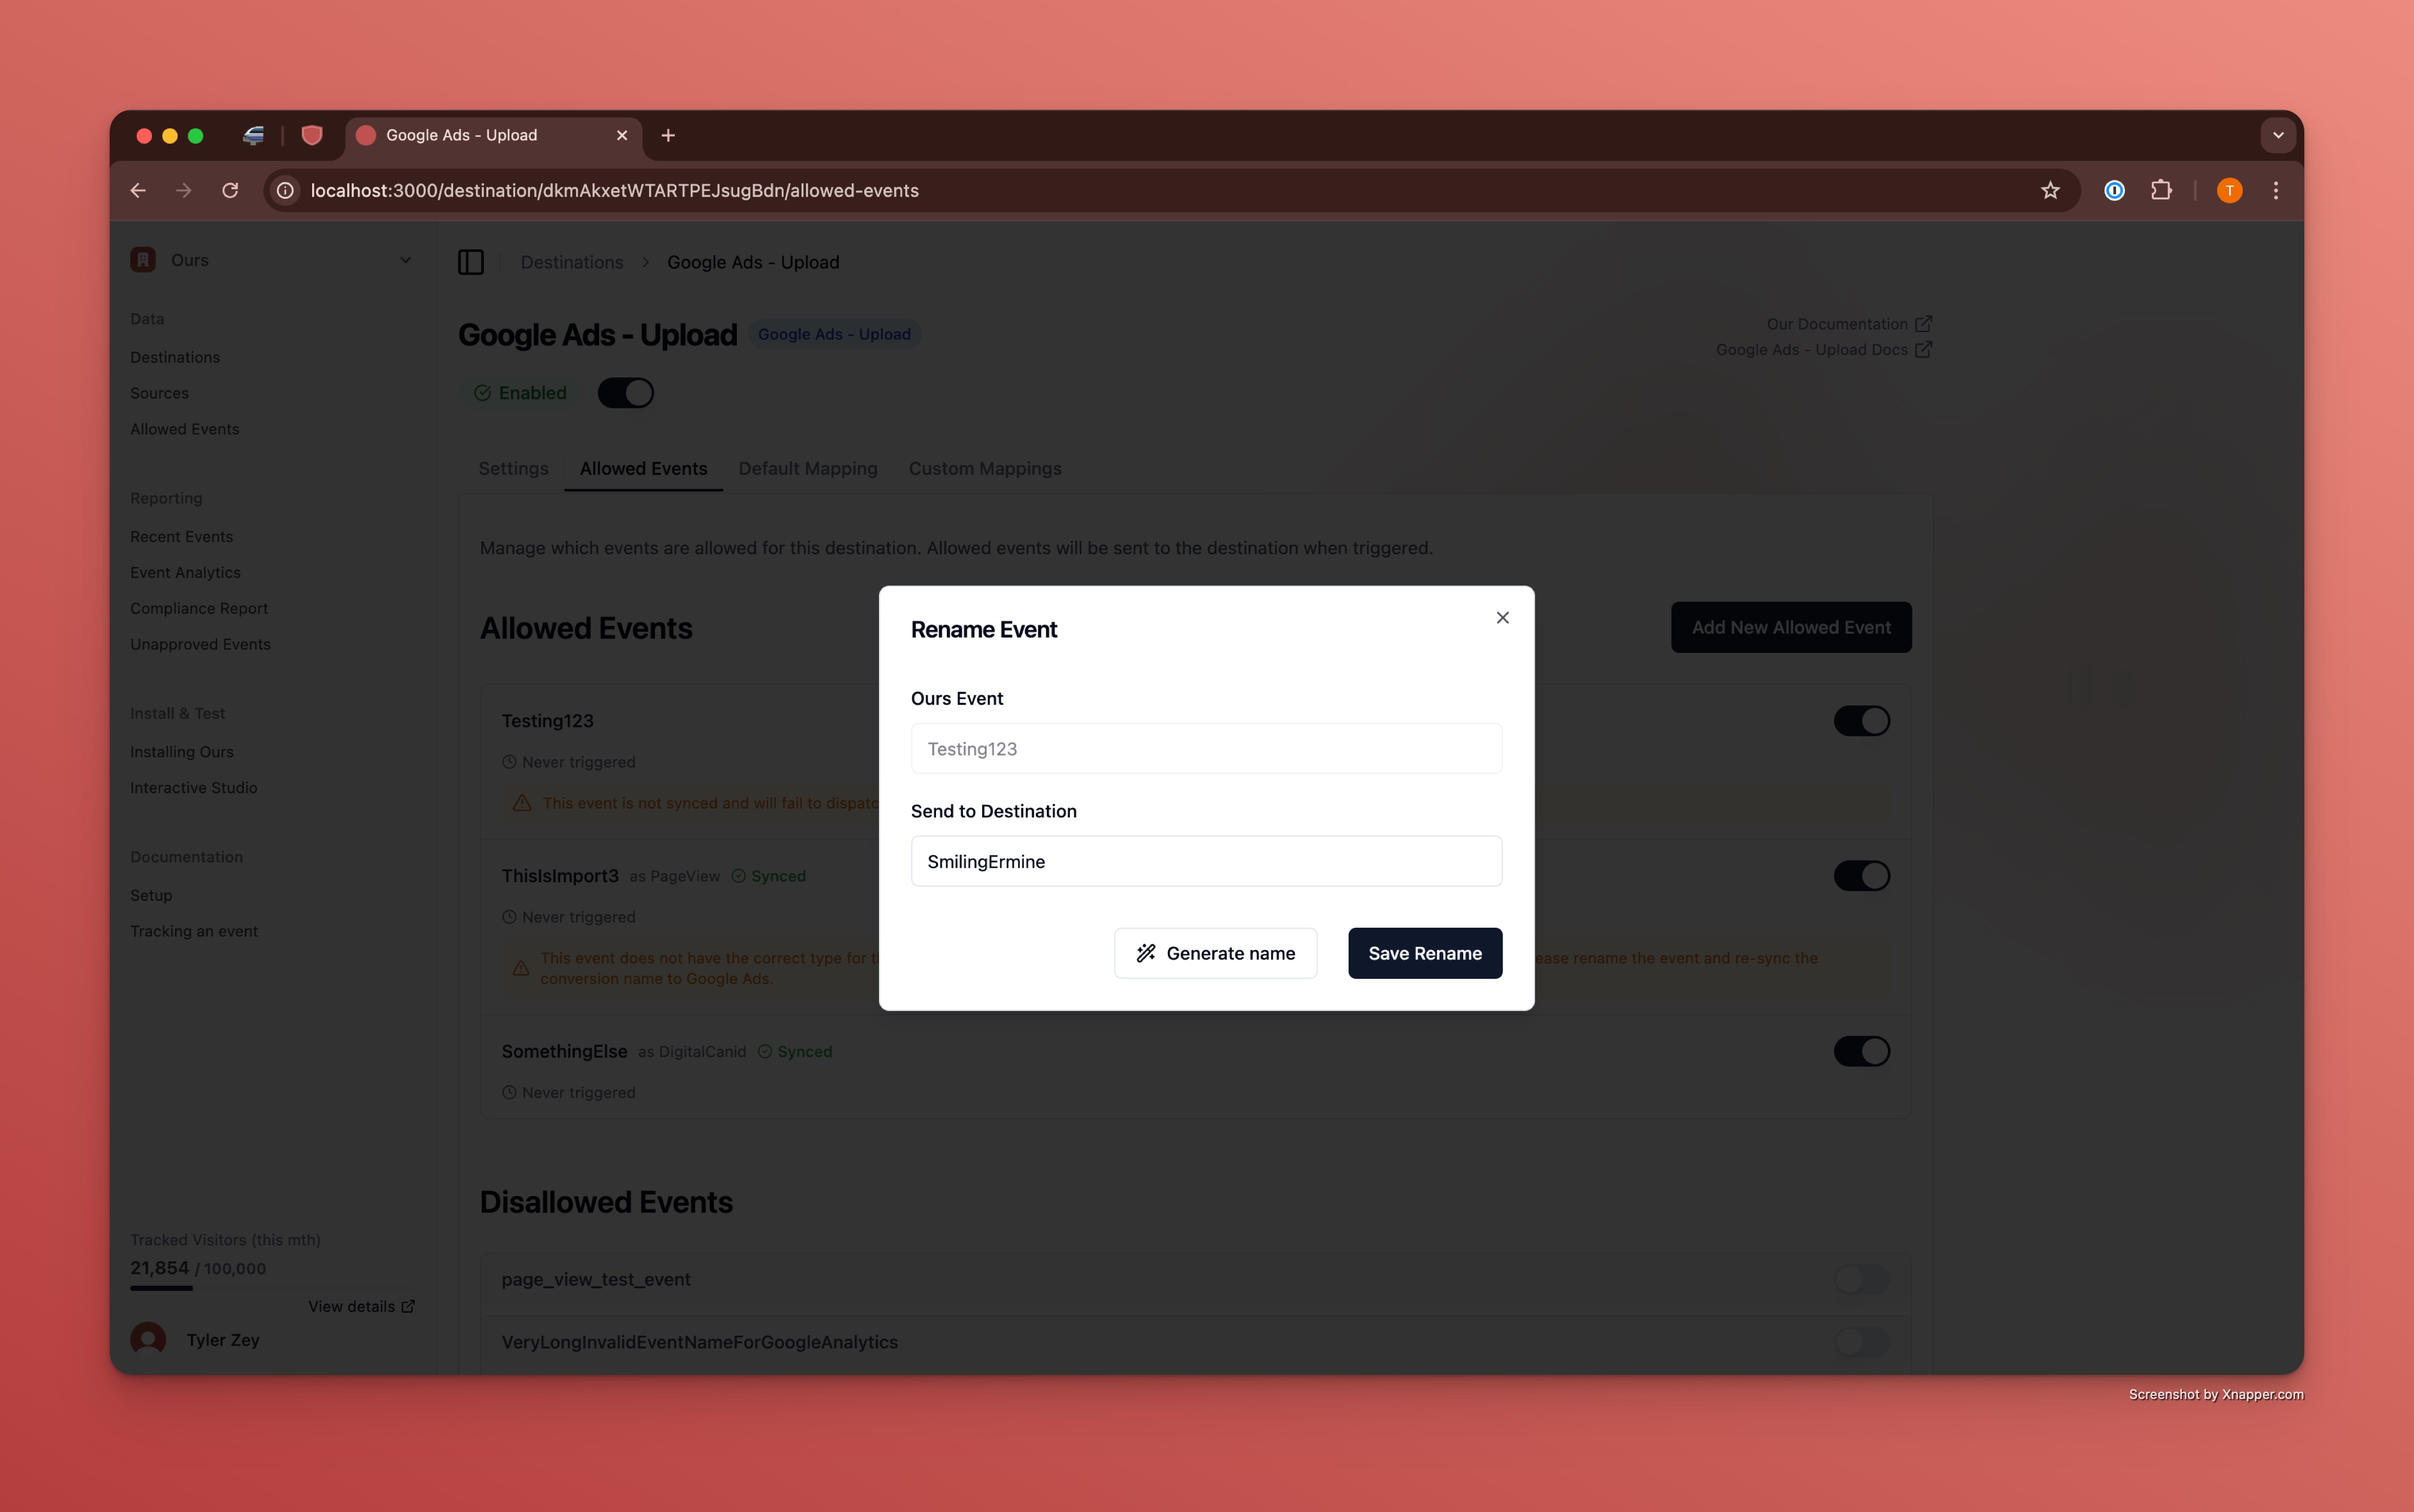 Google Ads - Upload
localhost:3000/destination/dkmAkxetWTARTPEJsugBdn/allowed-events
T
Ours
Data
Destinations
Sources
Allowed Events
Reporting
Recent Events
Event Analytics
Compliance Report
Unapproved Events
Install & Test
Installing Ours
Interactive Studio
Documentation
Setup
Tracking an event
Tracked Visitors (this mth)
21,854 / 100,000
View details
Tyler Zey
Destinations > Google Ads - Upload
Google Ads - Upload Google Ads - Upload
Our Documentation
Google Ads - Upload Docs
Enabled
Settings Allowed Events Default Mapping Custom Mappings
Manage which events are allowed for this destination. Allowed events will be sent to the destination when triggered.
Allowed Events
Add New Allowed Event
Testing123
Never triggered
This event is not synced and will fail to dispatc
ThisIsImport3 as PageView Synced
Never triggered
This event does not have the correct type for t ease rename the event and re-sync the
conversion name to Google Ads.
SomethingElse as DigitalCanid Synced
Never triggered
Disallowed Events
page_view_test_event
VeryLongInvalidEventNameForGoogleAnalytics
Rename Event
Ours Event
Testing123
Send to Destination
SmilingErmine
Generate name
Save Rename
Screenshot by Xnapper.com